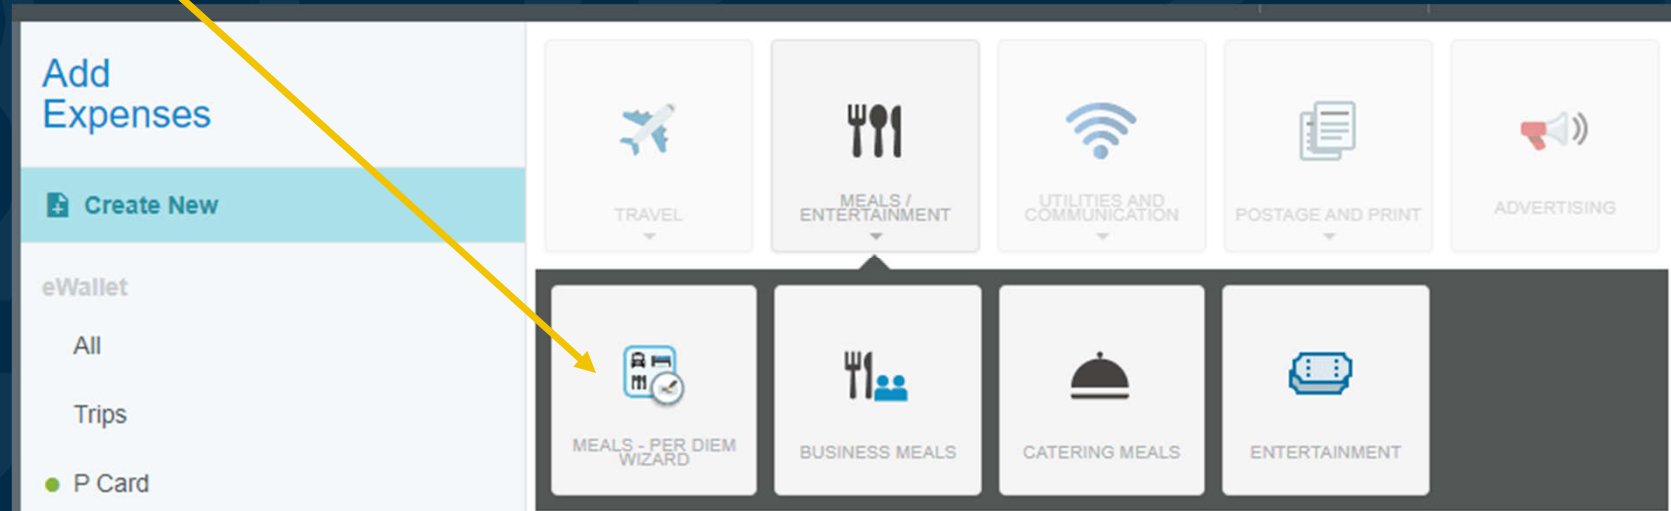 Add
Expenses
Create New
eWallet
All
Trips
P Card
TRAVEL
MEALS /
ENTERTAINMENT
UTILITIES AND
COMMUNICATION
POSTAGE AND PRINT
ADVERTISING
MEALS - PER DIEM
WIZARD
BUSINESS MEALS
CATERING MEALS
ENTERTAINMENT